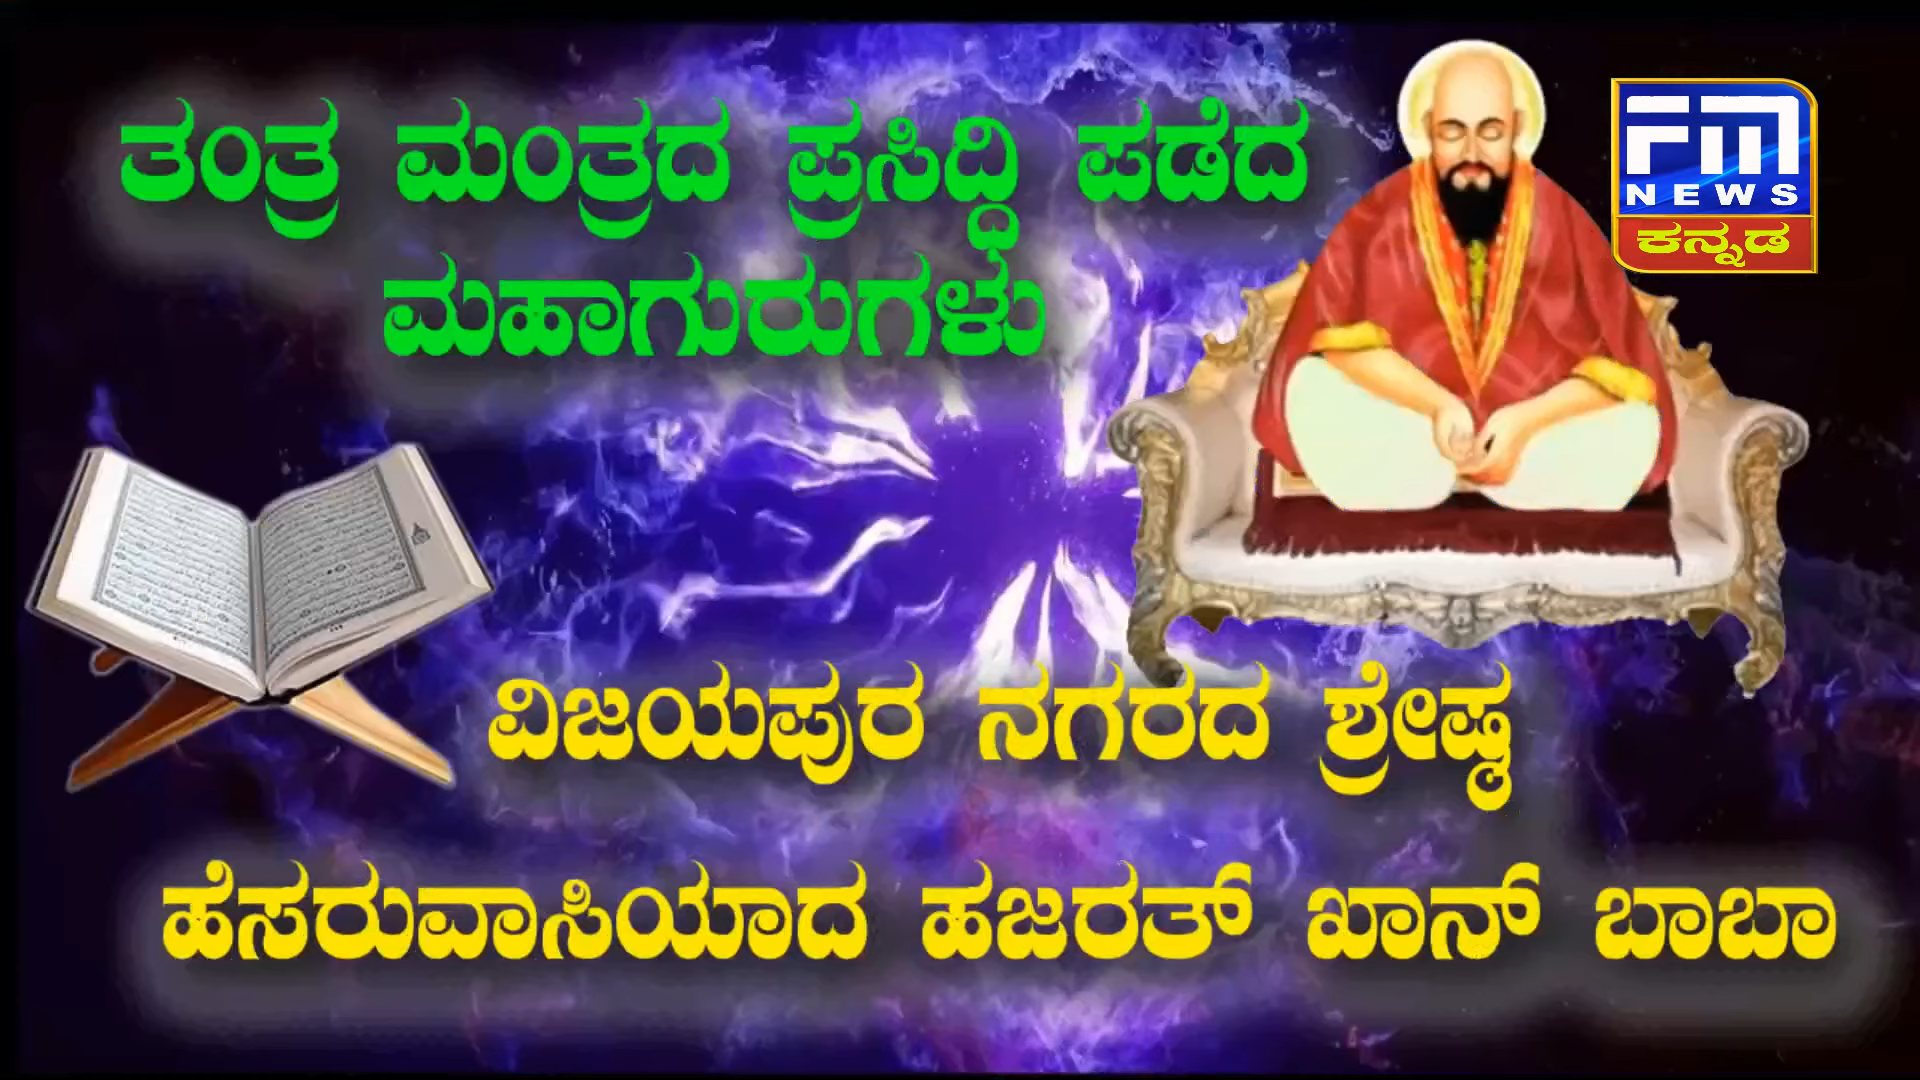 ತಂತ್ರ ಮಂತ್ರದ ಪ್ರಸಿದ್ಧಿ ಪಡೆದ
ಮಹಾಗುರುಗಳು
FM
NEWS
ಕನ್ನಡ
ವಿಜಯಪುರ ನಗರದ ಶ್ರೇಷ್ಠ
ಹೆಸರುವಾಸಿಯಾದ ಹಜರತ್ ಖಾನ್ ಬಾಬಾ